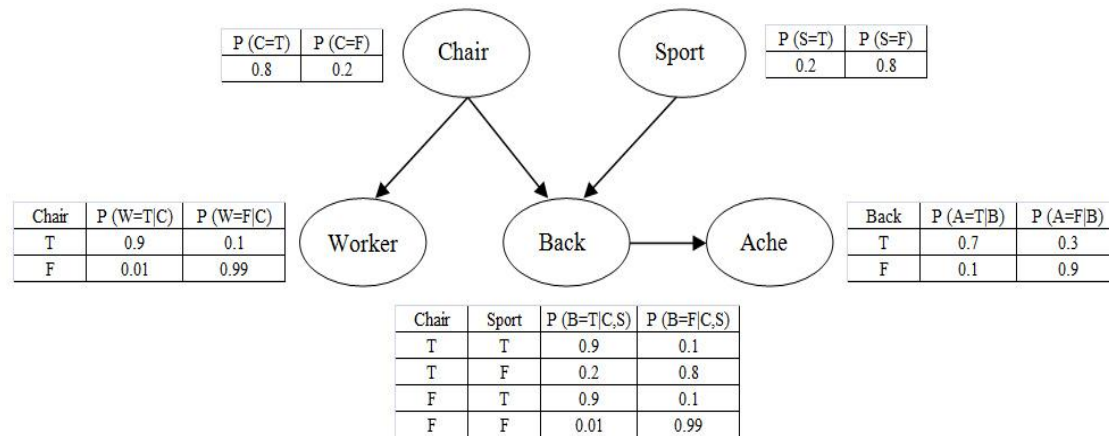 P (C=T) P (C=F)
0.8 0.2
Chair
Sport
P (S=T) P (S=F)
0.2 0.8
Chair P (W=T|C) P (W=F|C)
T 0.9 0.1
F 0.01 0.99
Worker
Back
Ache
Back P (A=T|B) P (A=F|B)
T 0.7 0.3
F 0.1 0.9
Chair Sport P (B=T|C,S) P (B=F|C,S)
T T 0.9 0.1
T F 0.2 0.8
F T 0.9 0.1
F F 0.01 0.99